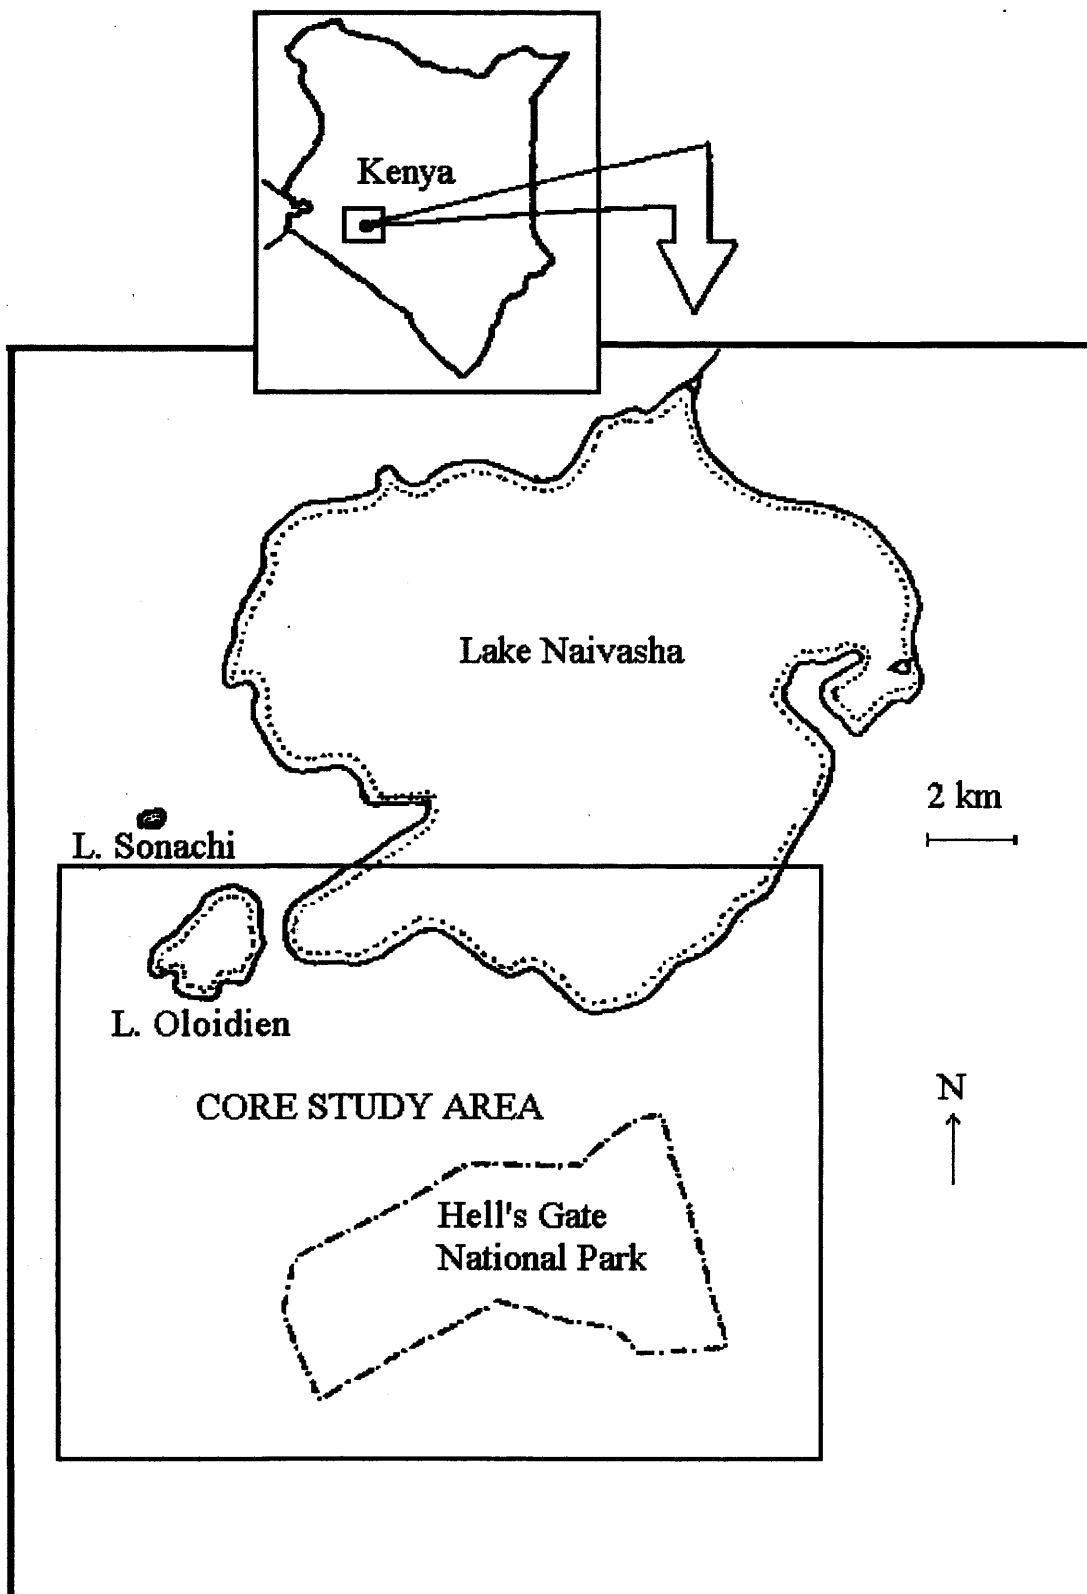 Kenya
Lake Naivasha
2 km
L. Sonachi
L. Oloidien
N
CORE STUDY AREA
Hell's Gate
National Park